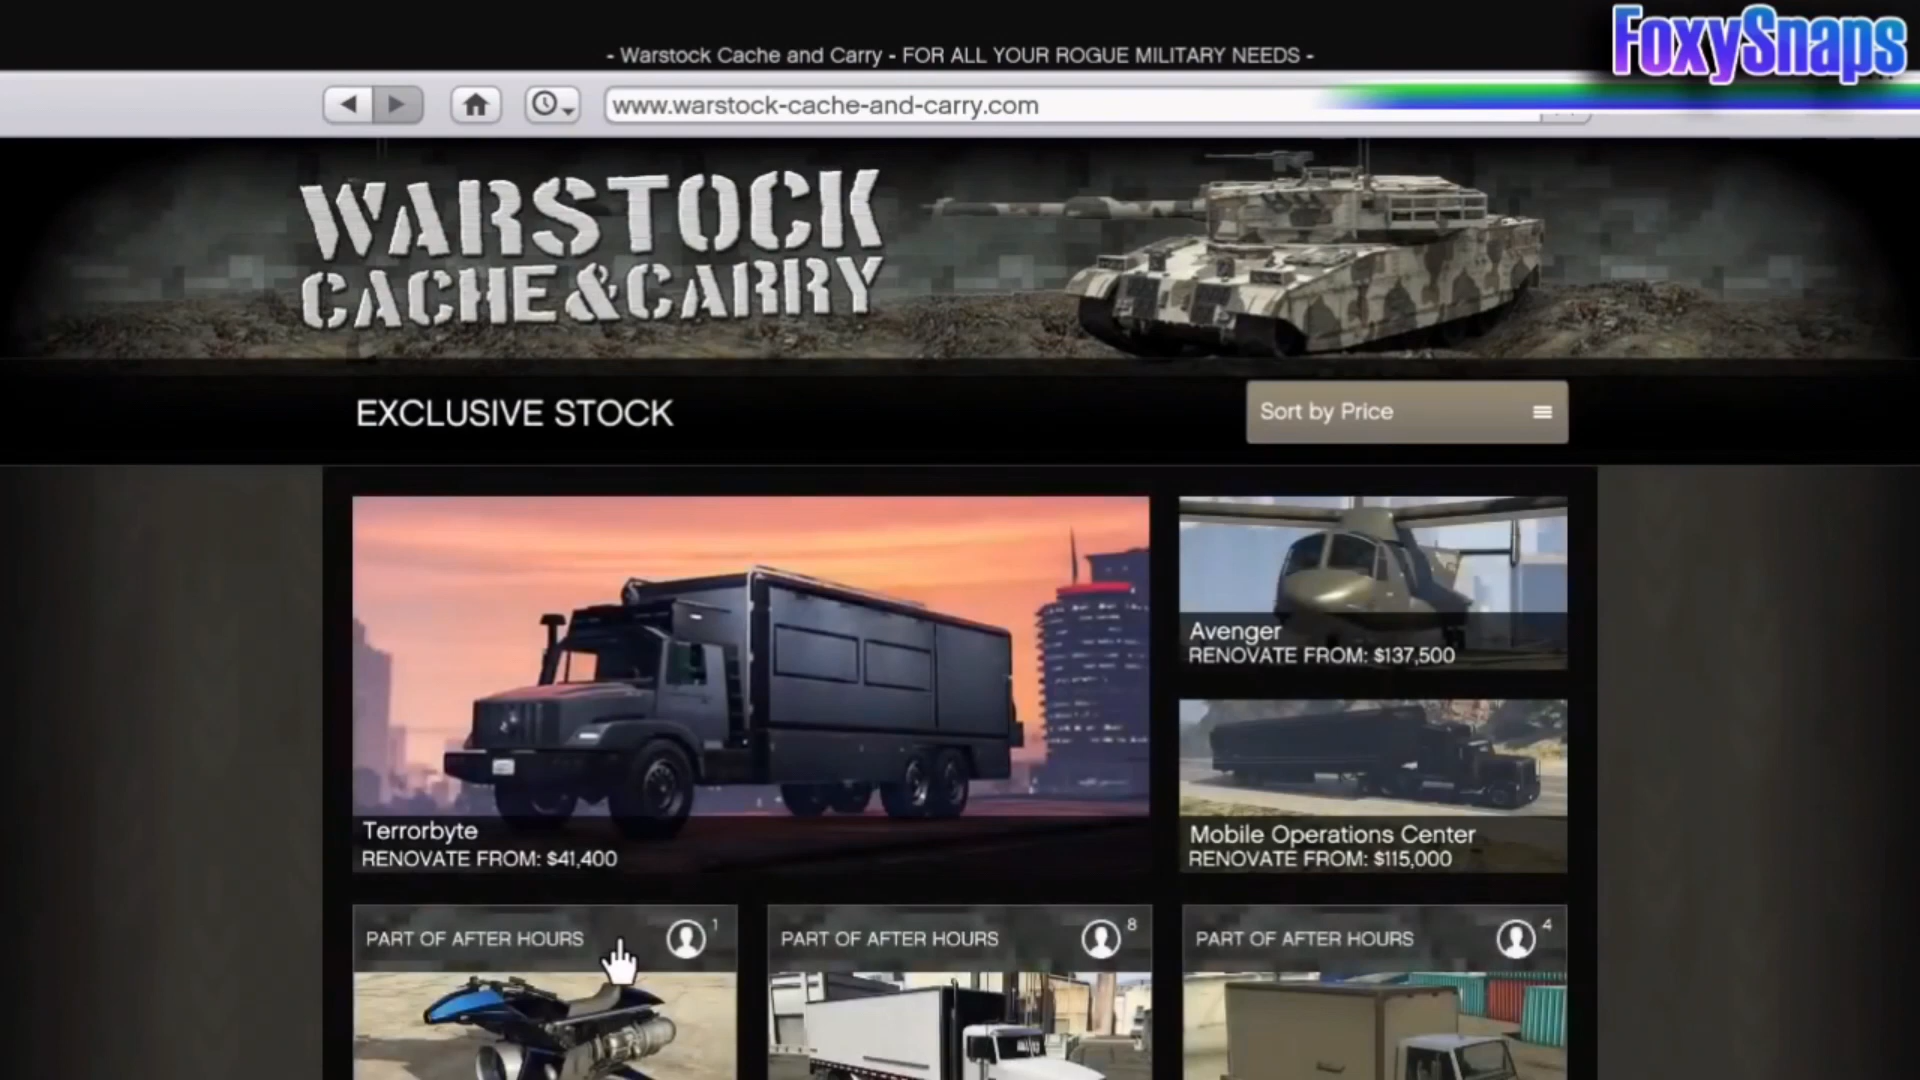 FoxySnaps
- Warstock Cache and Carry - FOR ALL YOUR ROGUE MILITARY NEEDS -
www.warstock-cache-and-carry.com
WARSTOCK
CACHE&CARRY
EXCLUSIVE STOCK
Sort by Price
Avenger
RENOVATE FROM: $137,500
Terrorbyte
RENOVATE FROM: $41,400
Mobile Operations Center
RENOVATE FROM: $115,000
PART OF AFTER HOURS 1
PART OF AFTER HOURS 8
PART OF AFTER HOURS 4